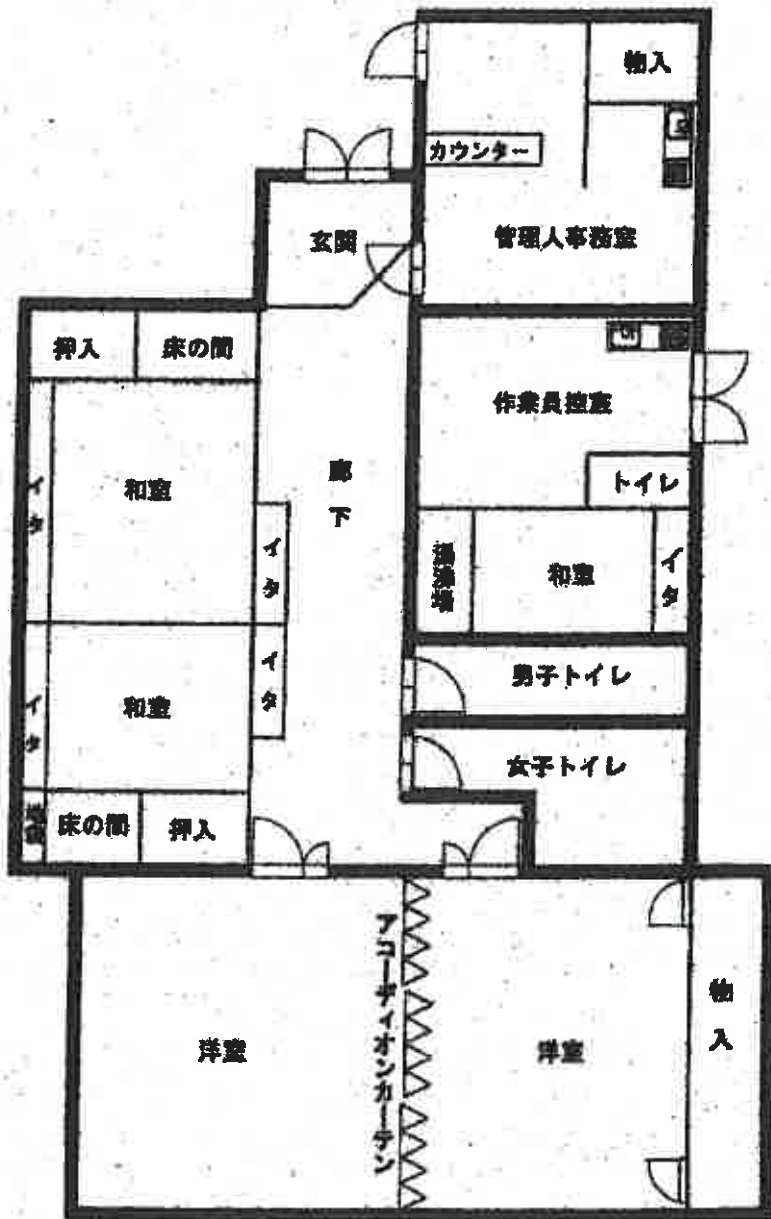 物入
カウンター
玄関
管理人事務室
押入
床の間
作業員控室
廊下
和室
イタ
トイレ
イタ
湯沸場
和室
イタ
和室
イタ
イタ
男子トイレ
女子トイレ
床の間
押入
アコーディオンカーテン
洋室
洋室
物入